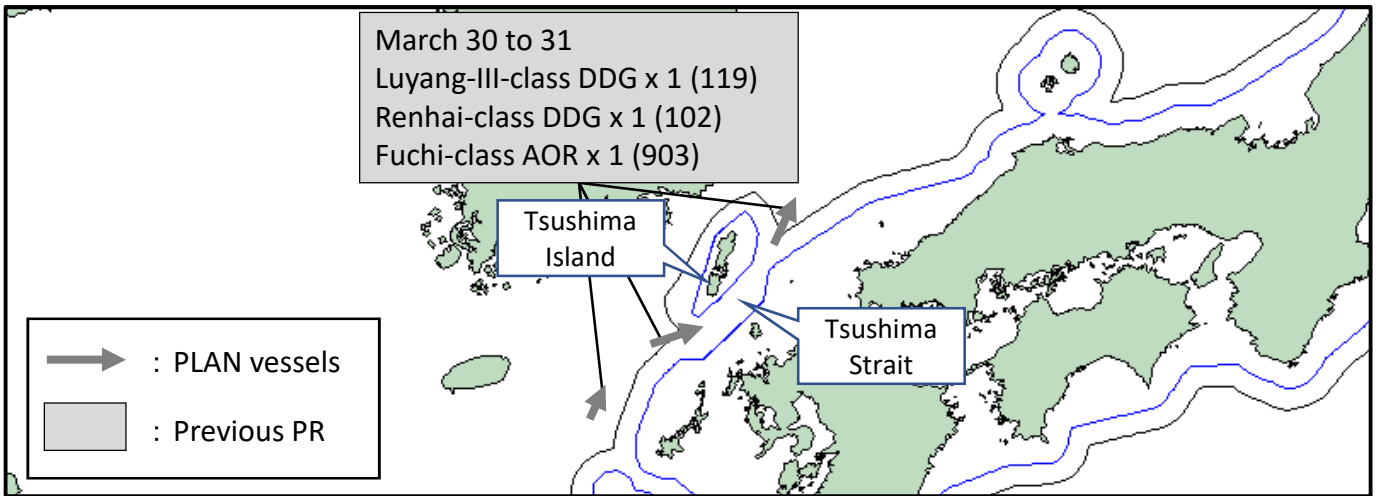 March 30 to 31
Luyang-III-class DDG x 1 (119)
Renhai-class DDG x 1 (102)
Fuchi-class AOR x 1 (903)
Tsushima
Island
Tsushima
Strait
: PLAN vessels
: Previous PR